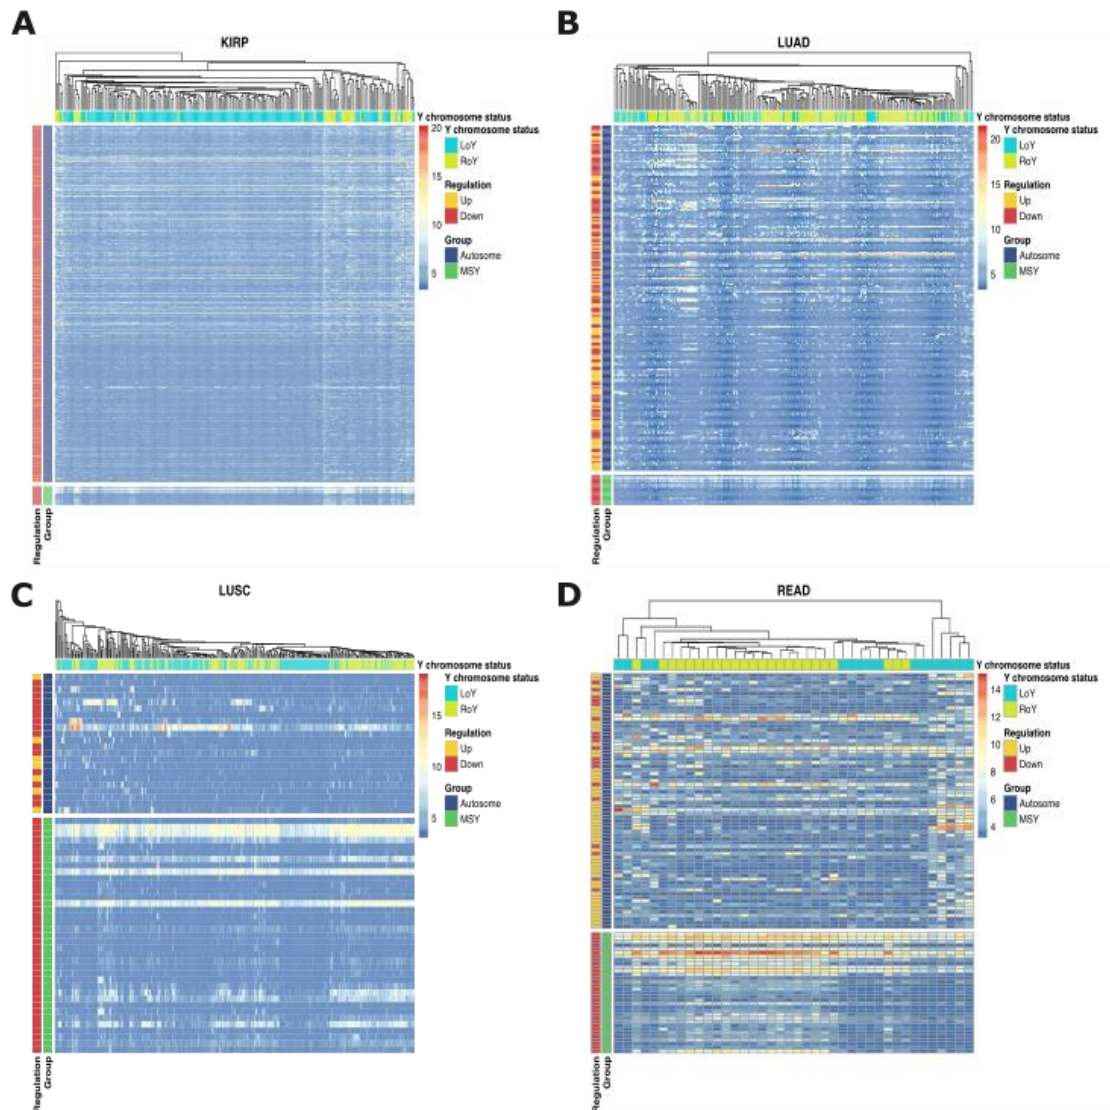 A
KIRP
Y chromosome status
20
Y chromosome status
LoY
RoY
15
Regulation
Up
Down
10
Group
Autosome
5
MSY
Regulation
Group
B
LUAD
Y chromosome status
20
Y chromosome status
LoY
RoY
15
Regulation
Up
Down
10
Group
Autosome
5
MSY
Regulation
Group
C
LUSC
Y chromosome status
Y chromosome status
LoY
15
RoY
Regulation
Up
10
Down
Group
Autosome
5
MSY
Regulation
Group
D
READ
Y chromosome status
Y chromosome status
14
LoY
12
RoY
Regulation
10
Up
Down
8
Group
6
Autosome
4
MSY
Regulation
Group